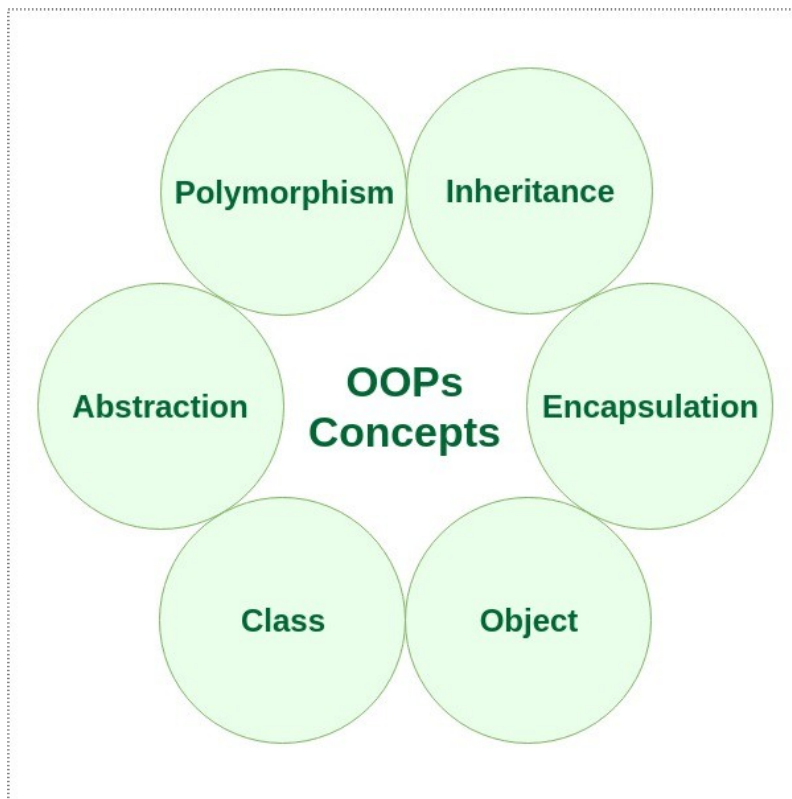 Polymorphism
Inheritance
Abstraction
OOPs
Concepts
Encapsulation
Class
Object